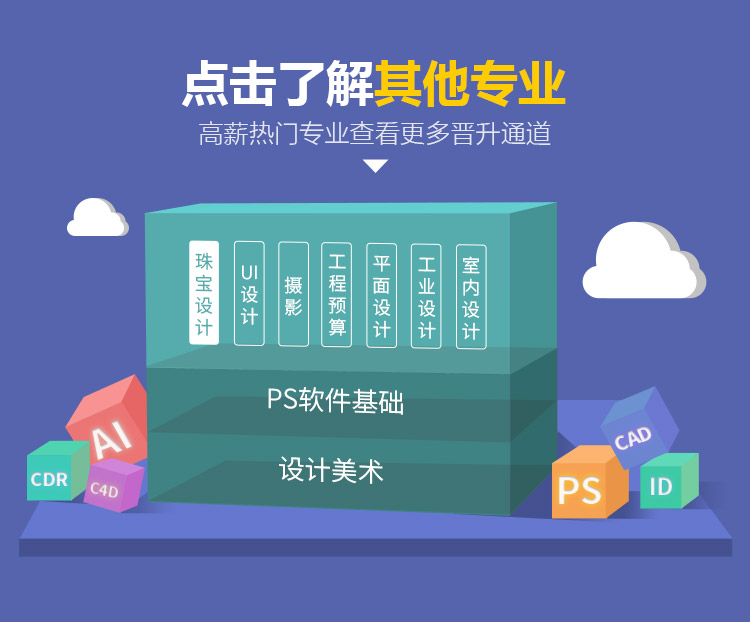 点击了解其他专业
高薪热门专业查看更多晋升通道
珠宝设计
UI设计
摄影
工程预算
平面设计
工业设计
室内设计
PS软件基础
设计美术
AI
CDR
C4D
CAD
PS
ID